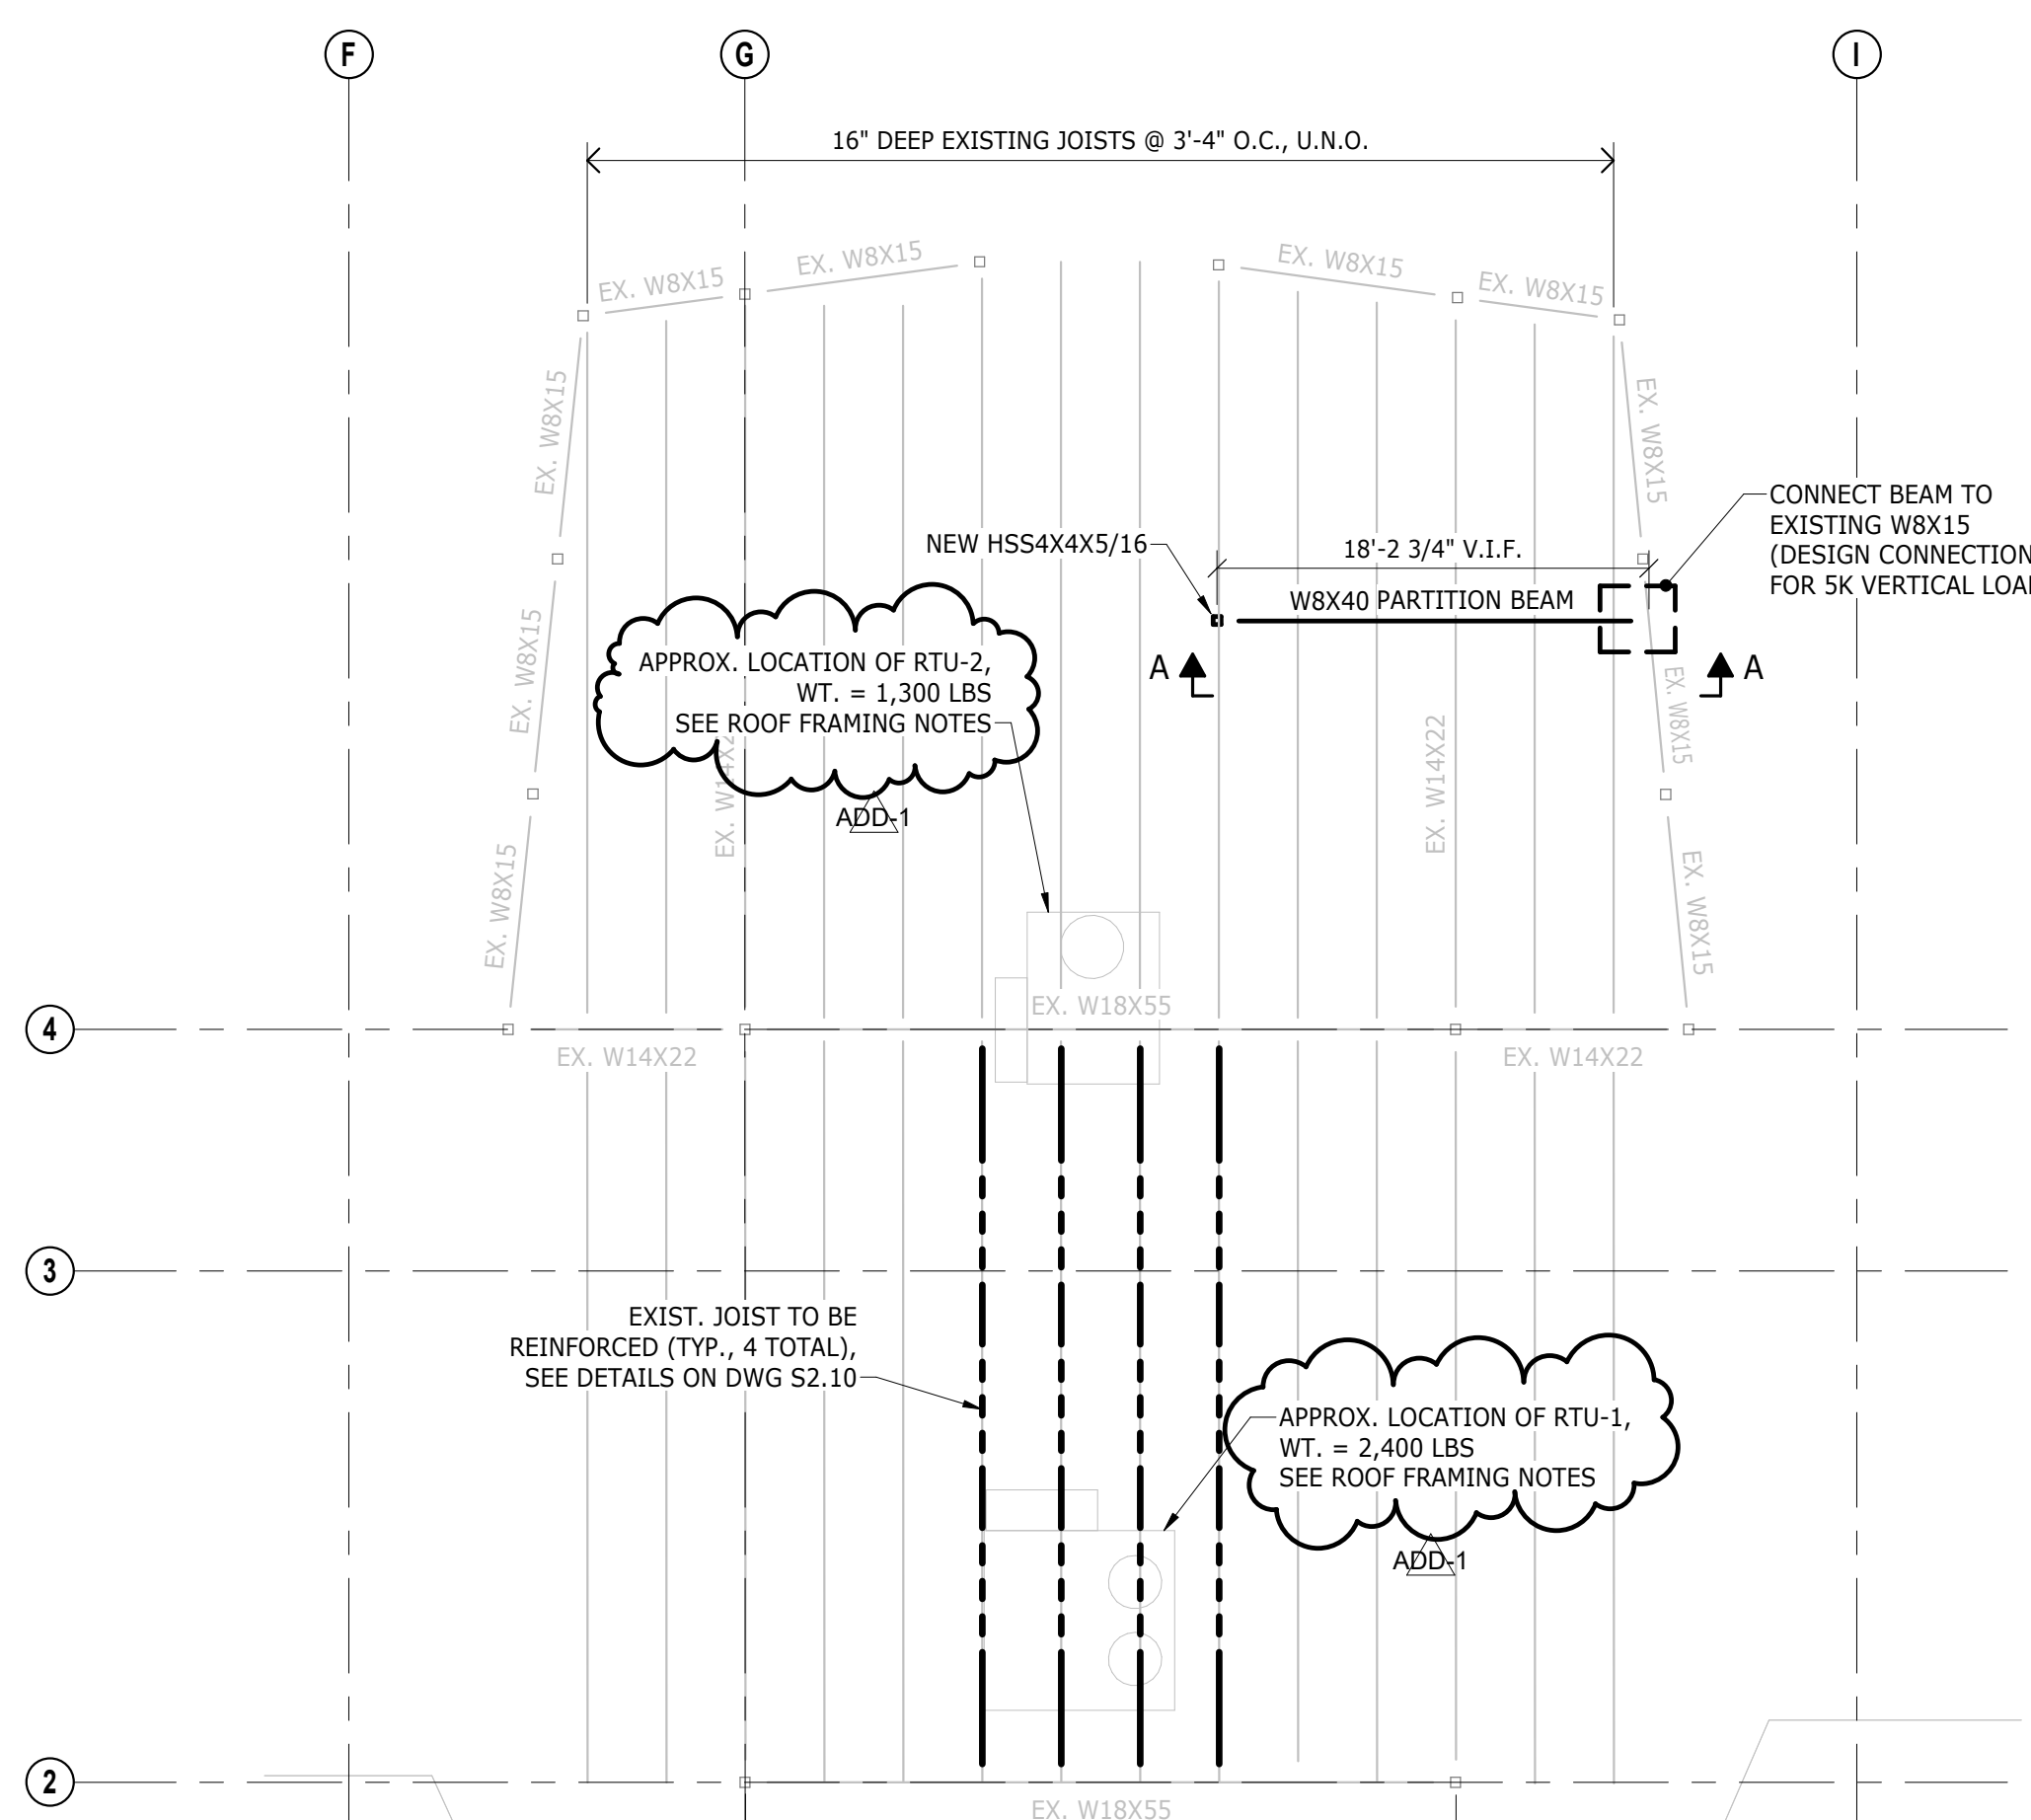 F
G
I
16" DEEP EXISTING JOISTS @ 3'-4" O.C., U.N.O.
EX. W8X15
EX. W8X15
EX. W8X15
EX. W8X15
EX. W8X15
EX. W8X15
CONNECT BEAM TO
EXISTING W8X15
(DESIGN CONNECTION
FOR 5K VERTICAL
NEW HSS4X4X5/16
18'-2 3/4" V.I.F.
W8X40 PARTITION BEAM
A
A
EX. W8X15
EX. W8X15
APPROX. LOCATION OF RTU-2,
WT. = 1,300 LBS
SEE ROOF FRAMING NOTES
ADD-1
EX. W14X2
EX. W14X22
EX. W8X15
EX. W8X15
EX. W18X55
4
EX. W14X22
EX. W14X22
3
EXIST. JOIST TO BE
REINFORCED (TYP., 4 TOTAL),
SEE DETAILS ON DWG S2.10
APPROX. LOCATION OF RTU-1,
WT. = 2,400 LBS
SEE ROOF FRAMING NOTES
ADD-1
2
EX. W18X55